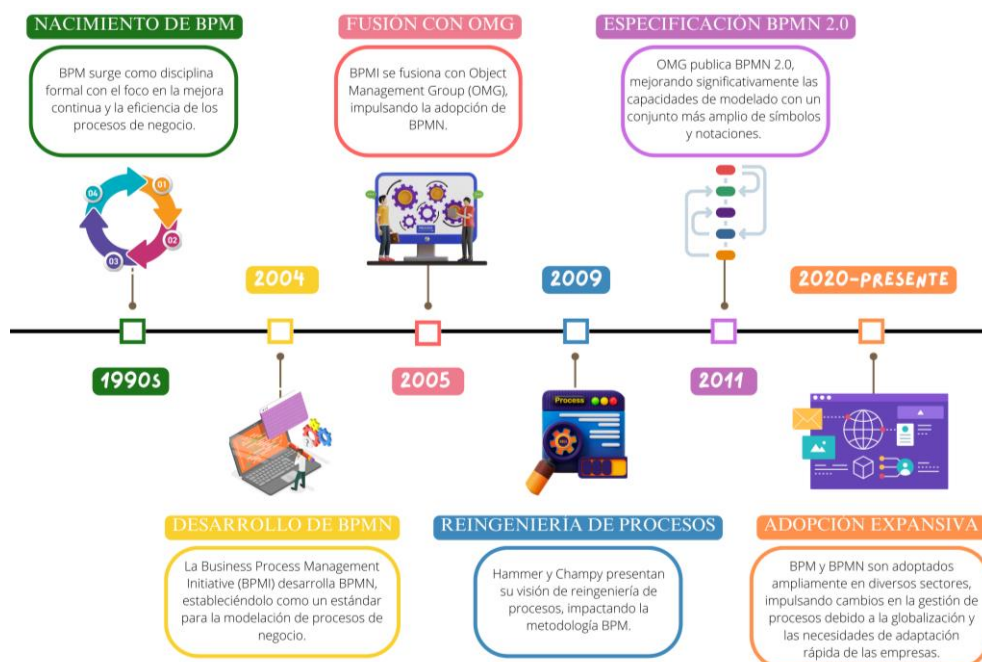 NACIMIENTO DE BPM
BPM surge como disciplina
formal con el foco en la mejora
continua y la eficiencia de los
procesos de negocio.
FUSIÓN CON OMG
BPMI se fusiona con Object
Management Group (OMG),
impulsando la adopción de
BPMN.
ESPECIFICACIÓN BPMN 2.0
OMG publica BPMN 2.0,
mejorando significativamente las
capacidades de modelado con un
conjunto más amplio de símbolos
y notaciones.
04
01
03
02
2004
2009
2020-PRESENTE
1990s
2005
2011
Process
DESARROLLO DE BPMN
La Business Process Management
Initiative (BPMI) desarrolla BPMN,
estableciéndolo como un estándar
para la modelación de procesos de
negocio.
REINGENIERÍA DE PROCESOS
Hammer y Champy presentan
su visión de reingeniería de
procesos, impactando la
metodología BPM.
ADOPCIÓN EXPANSIVA
BPM y BPMN son adoptados
ampliamente en diversos sectores,
impulsando cambios en la gestión de
procesos debido a la globalización y
las necesidades de adaptación
rápida de las empresas.